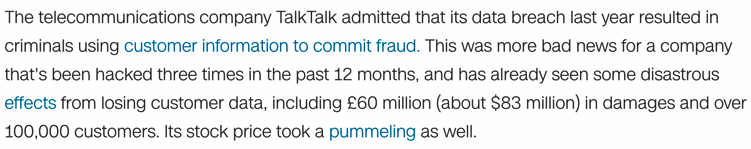 The telecommunications company TalkTalk admitted that its data breach last year resulted in
criminals using customer information to commit fraud. This was more bad news for a company
that's been hacked three times in the past 12 months, and has already seen some disastrous
effects from losing customer data, including £60 million (about $83 million) in damages and over
100,000 customers. Its stock price took a pummeling as well.